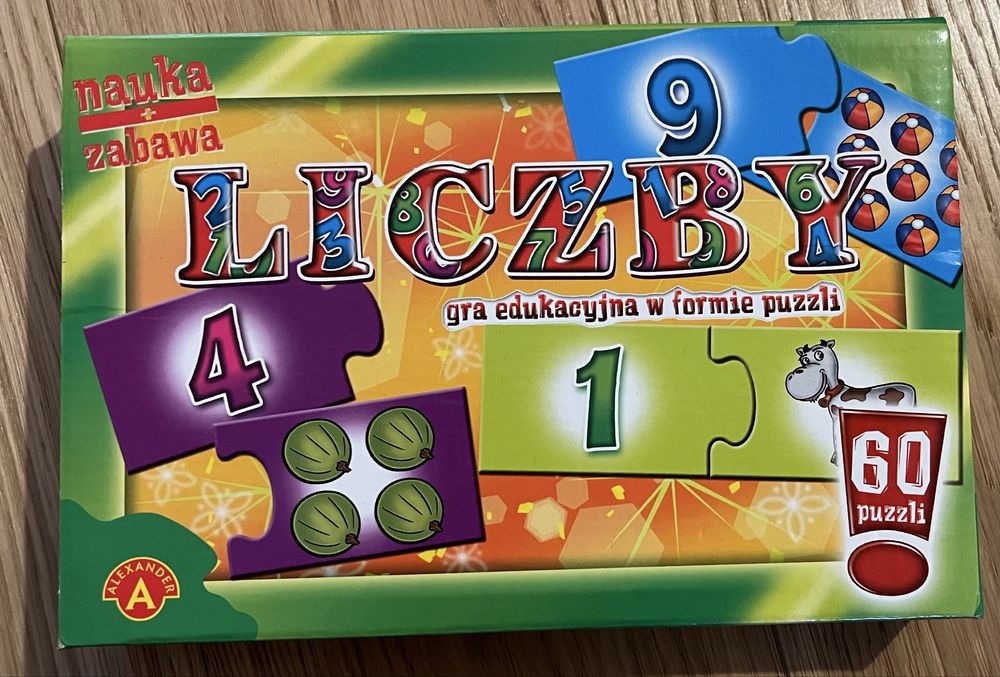 nauka
+
zabawa
9
LICZBY
gra edukacyjna w formie puzzli
4
1
60
puzzli
ALEXANDER
A